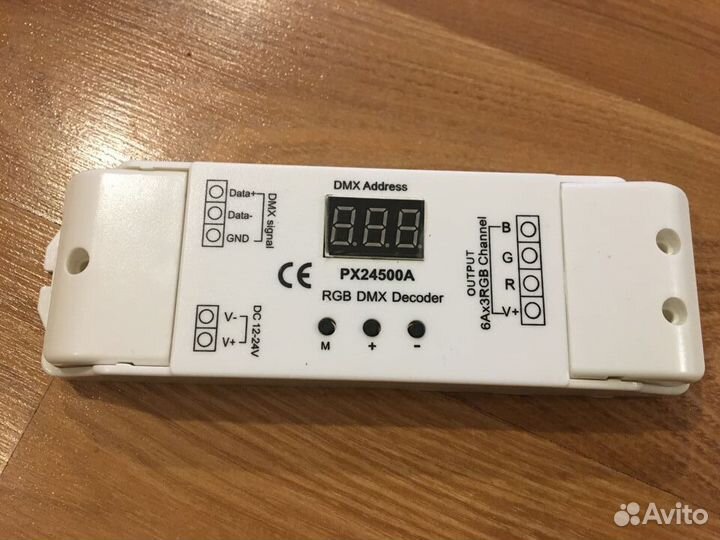 DMX Address
Data+
Data-
GND
DMX signal
CE
PX24500A
RGB DMX Decoder
M
+
-
V-
V+
DC 12-24V
OUTPUT
6Ax3RGB Channel
B
G
R
V+
Avito